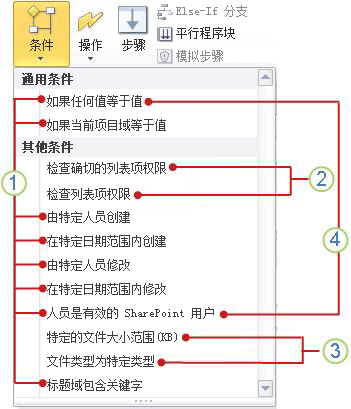 条件
操作
步骤
Else-If 分支
平行程序块
模拟步骤
通用条件
如果任何值等于值
如果当前项目域等于值
其他条件
检查确切的列表项权限
检查列表项权限
由特定人员创建
在特定日期范围内创建
由特定人员修改
在特定日期范围内修改
人员是有效的 SharePoint 用户
特定的文件大小范围(KB)
文件类型为特定类型
标题域包含关键字
1
2
3
4